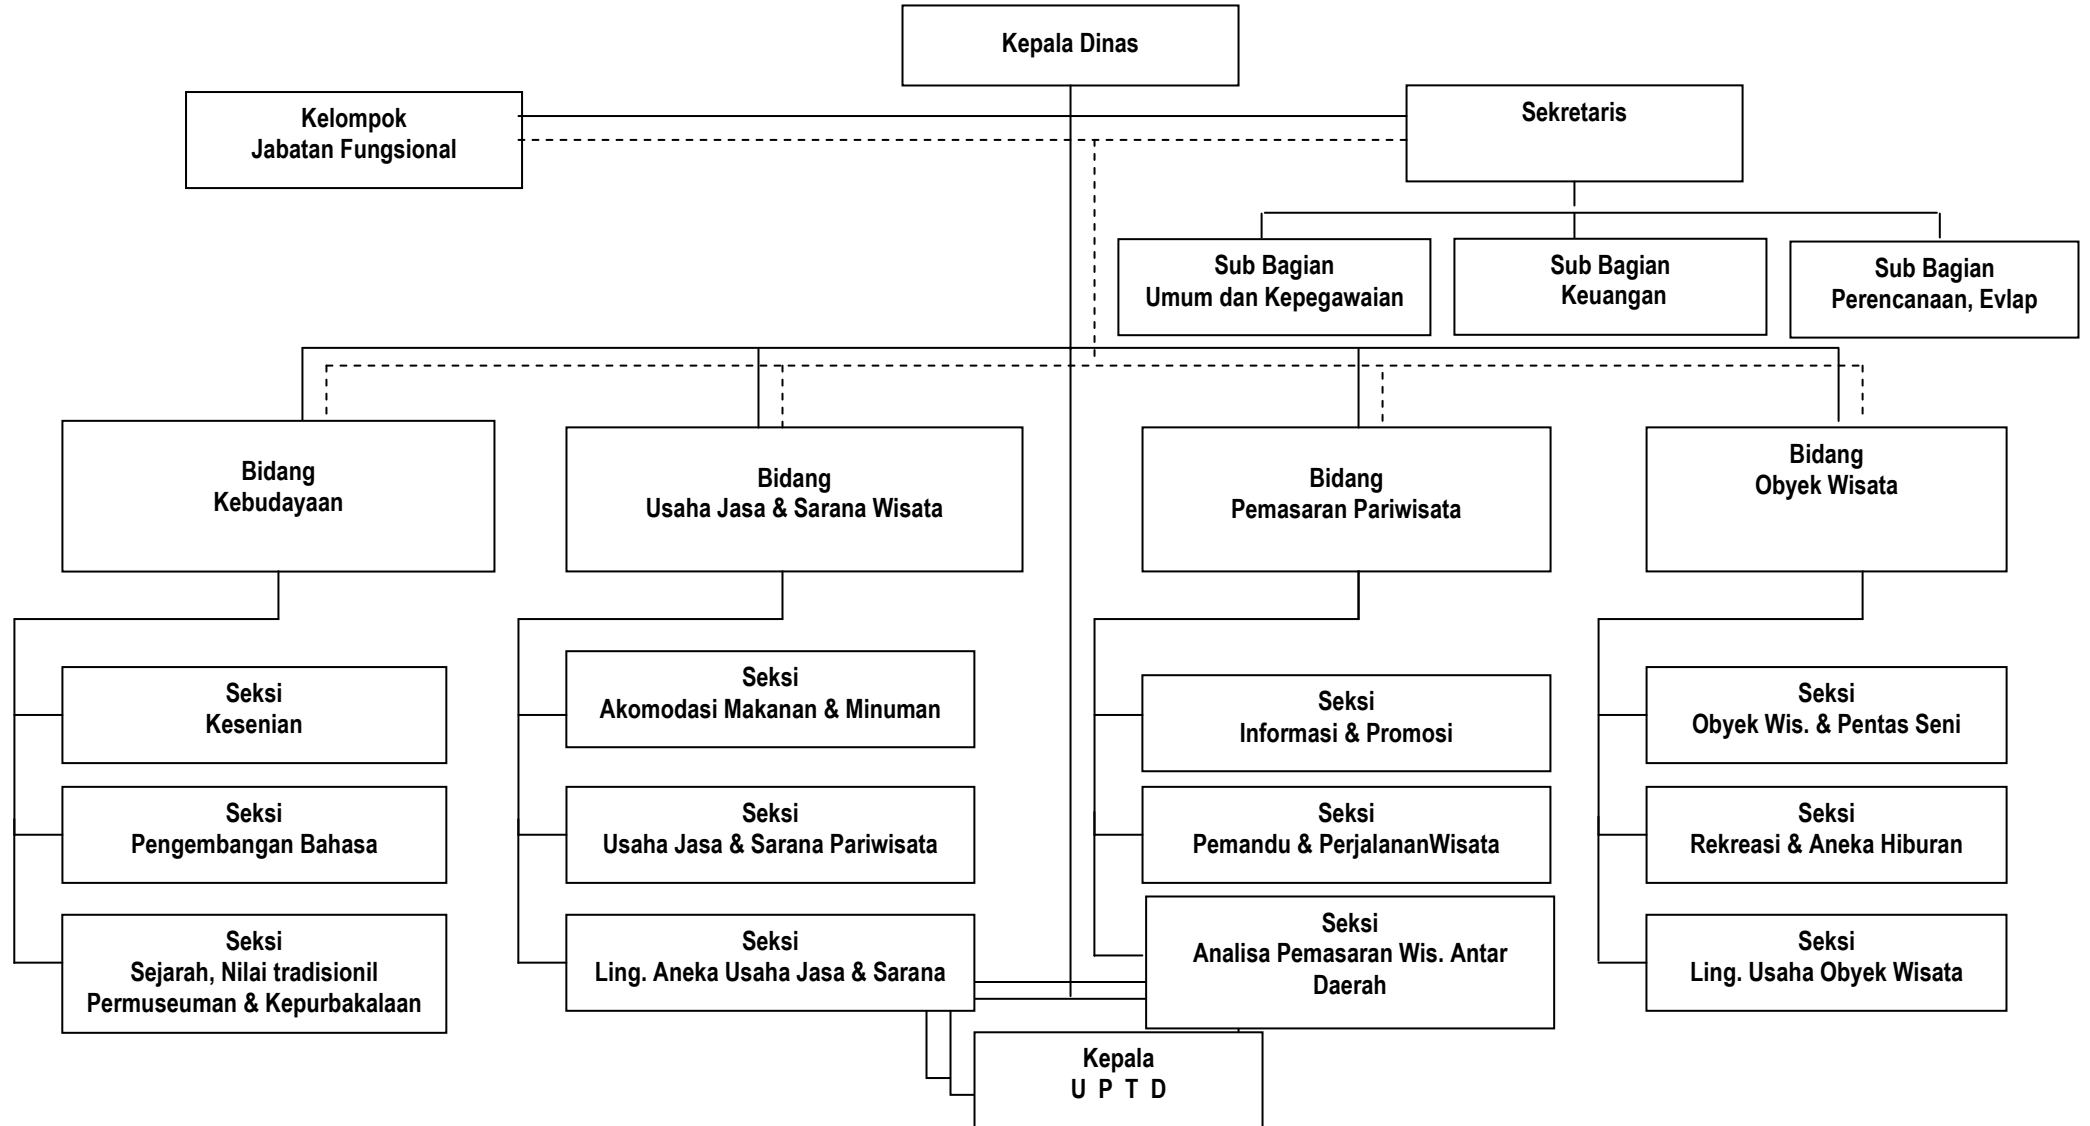 Kepala Dinas
Kelompok
Jabatan Fungsional
Sekretaris
Sub Bagian
Umum dan Kepegawaian
Sub Bagian
Keuangan
Sub Bagian
Perencanaan, Evlap
Bidang
Kebudayaan
Bidang
Usaha Jasa & Sarana Wisata
Bidang
Pemasaran Pariwisata
Bidang
Obyek Wisata
Seksi
Kesenian
Seksi
Pengembangan Bahasa
Seksi
Sejarah, Nilai tradisionil
Permuseuman & Kepurbakalaan
Seksi
Akomodasi Makanan & Minuman
Seksi
Usaha Jasa & Sarana Pariwisata
Seksi
Ling. Aneka Usaha Jasa & Sarana
Seksi
Informasi & Promosi
Seksi
Pemandu & PerjalananWisata
Seksi
Analisa Pemasaran Wis. Antar
Daerah
Seksi
Obyek Wis. & Pentas Seni
Seksi
Rekreasi & Aneka Hiburan
Seksi
Ling. Usaha Obyek Wisata
Kepala
U P T D